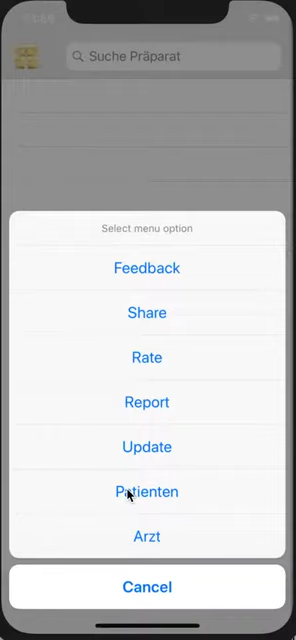 Suche Präparat
Select menu option
Feedback
Share
Rate
Report
Update
Patienten
Arzt
Cancel